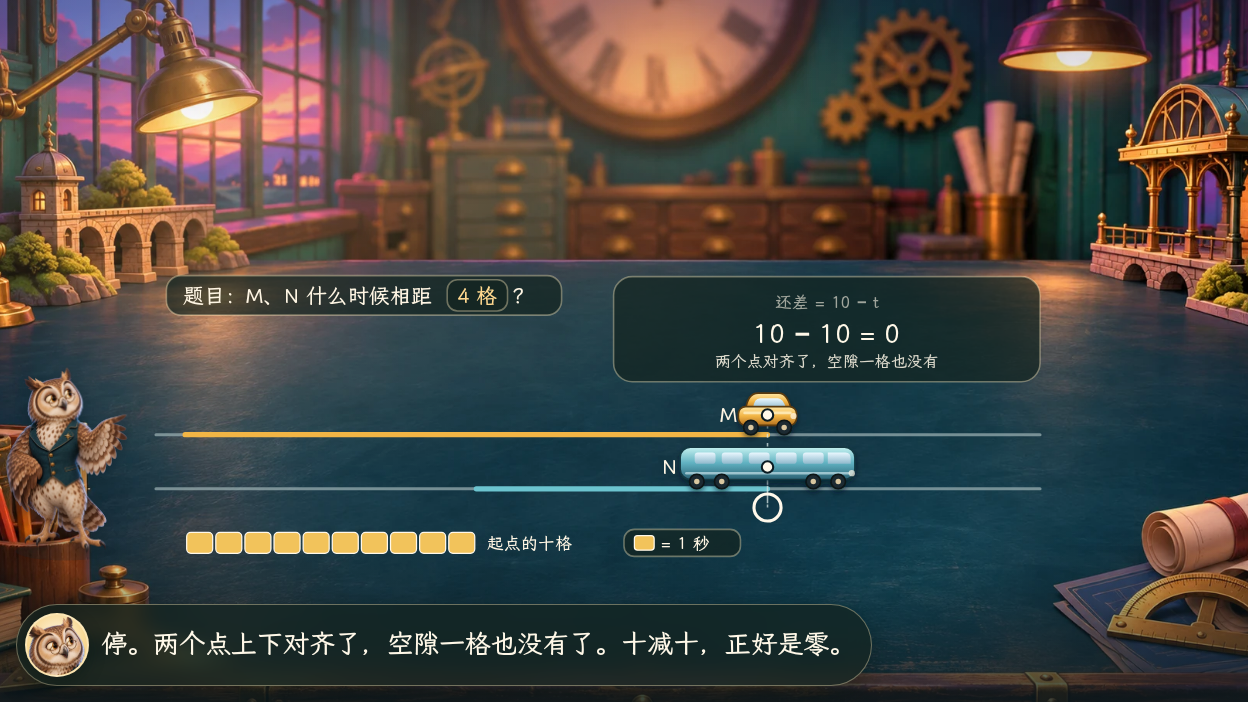 题目：M、N 什么时候相距 4 格 ？
还差 = 10 − t
10 − 10 = 0
两个点对齐了，空隙一格也没有
M
N
起点的十格
= 1 秒
停。两个点上下对齐了，空隙一格也没有了。十减十，正好是零。